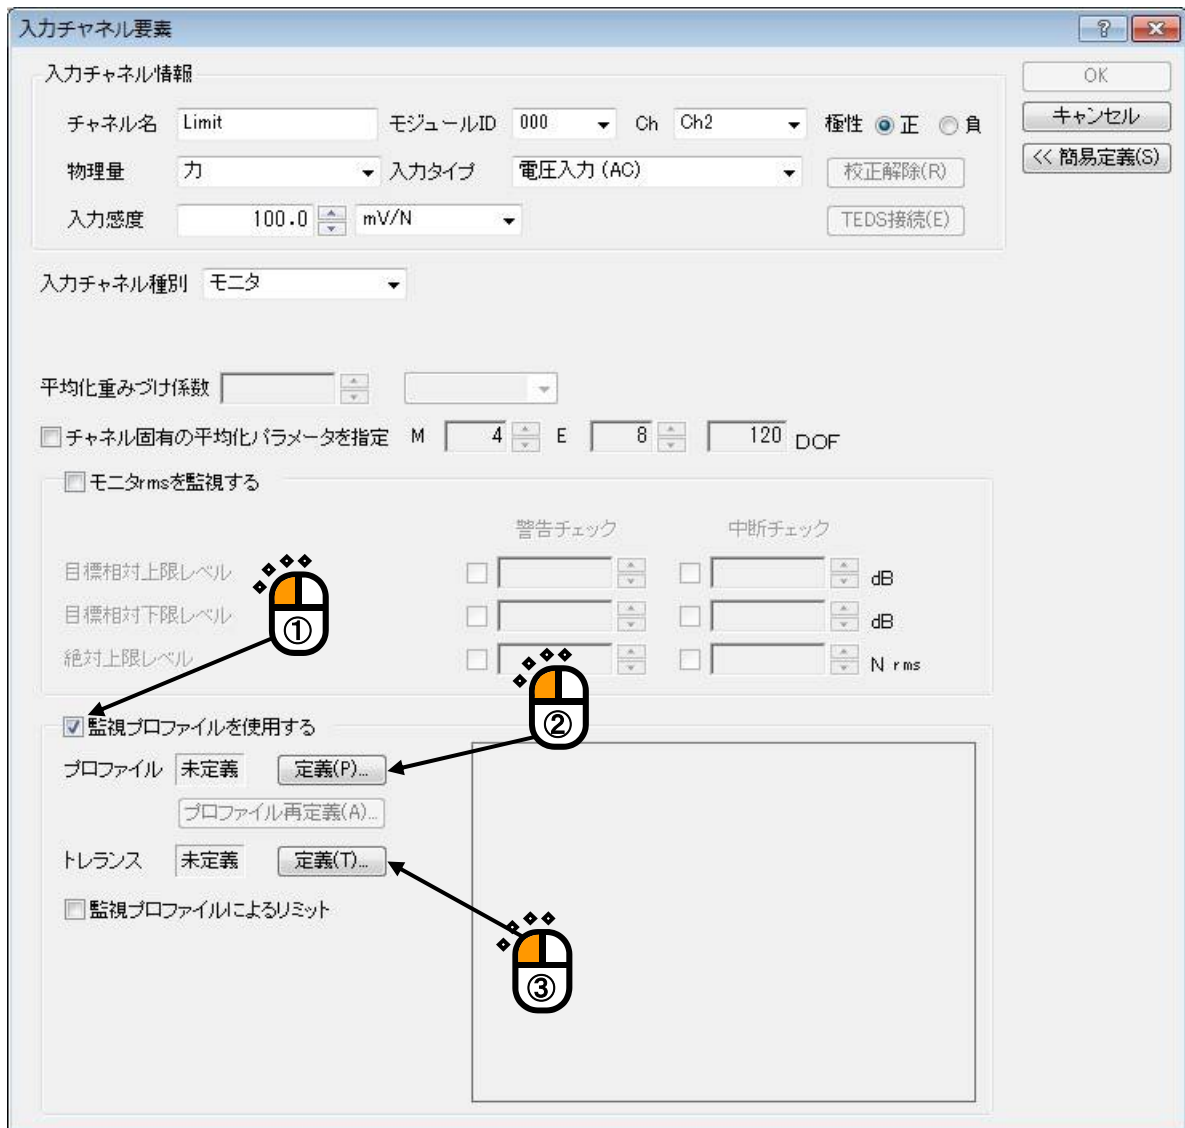 入力チャネル要素
?
入力チャネル情報
OK
チャネル名 Limit モジュールID 000 Ch Ch2 極性 正 負
キャンセル
<< 簡易定義(S)
物理量 力 入力タイプ 電圧入力 (AC) 校正解除(R)
入力感度 100.0 mV/N TEDS接続(E)
入力チャネル種別 モニタ
平均化重みづけ係数
チャネル固有の平均化パラメータを指定 M 4 E 8 120 DOF
モニタrmsを監視する
警告チェック 中断チェック
目標相対上限レベル dB
目標相対下限レベル dB
①
絶対上限レベル N rms
②
監視プロファイルを使用する
プロファイル 未定義 定義(P)...
プロファイル再定義(A)...
トレランス 未定義 定義(T)...
監視プロファイルによるリミット
③